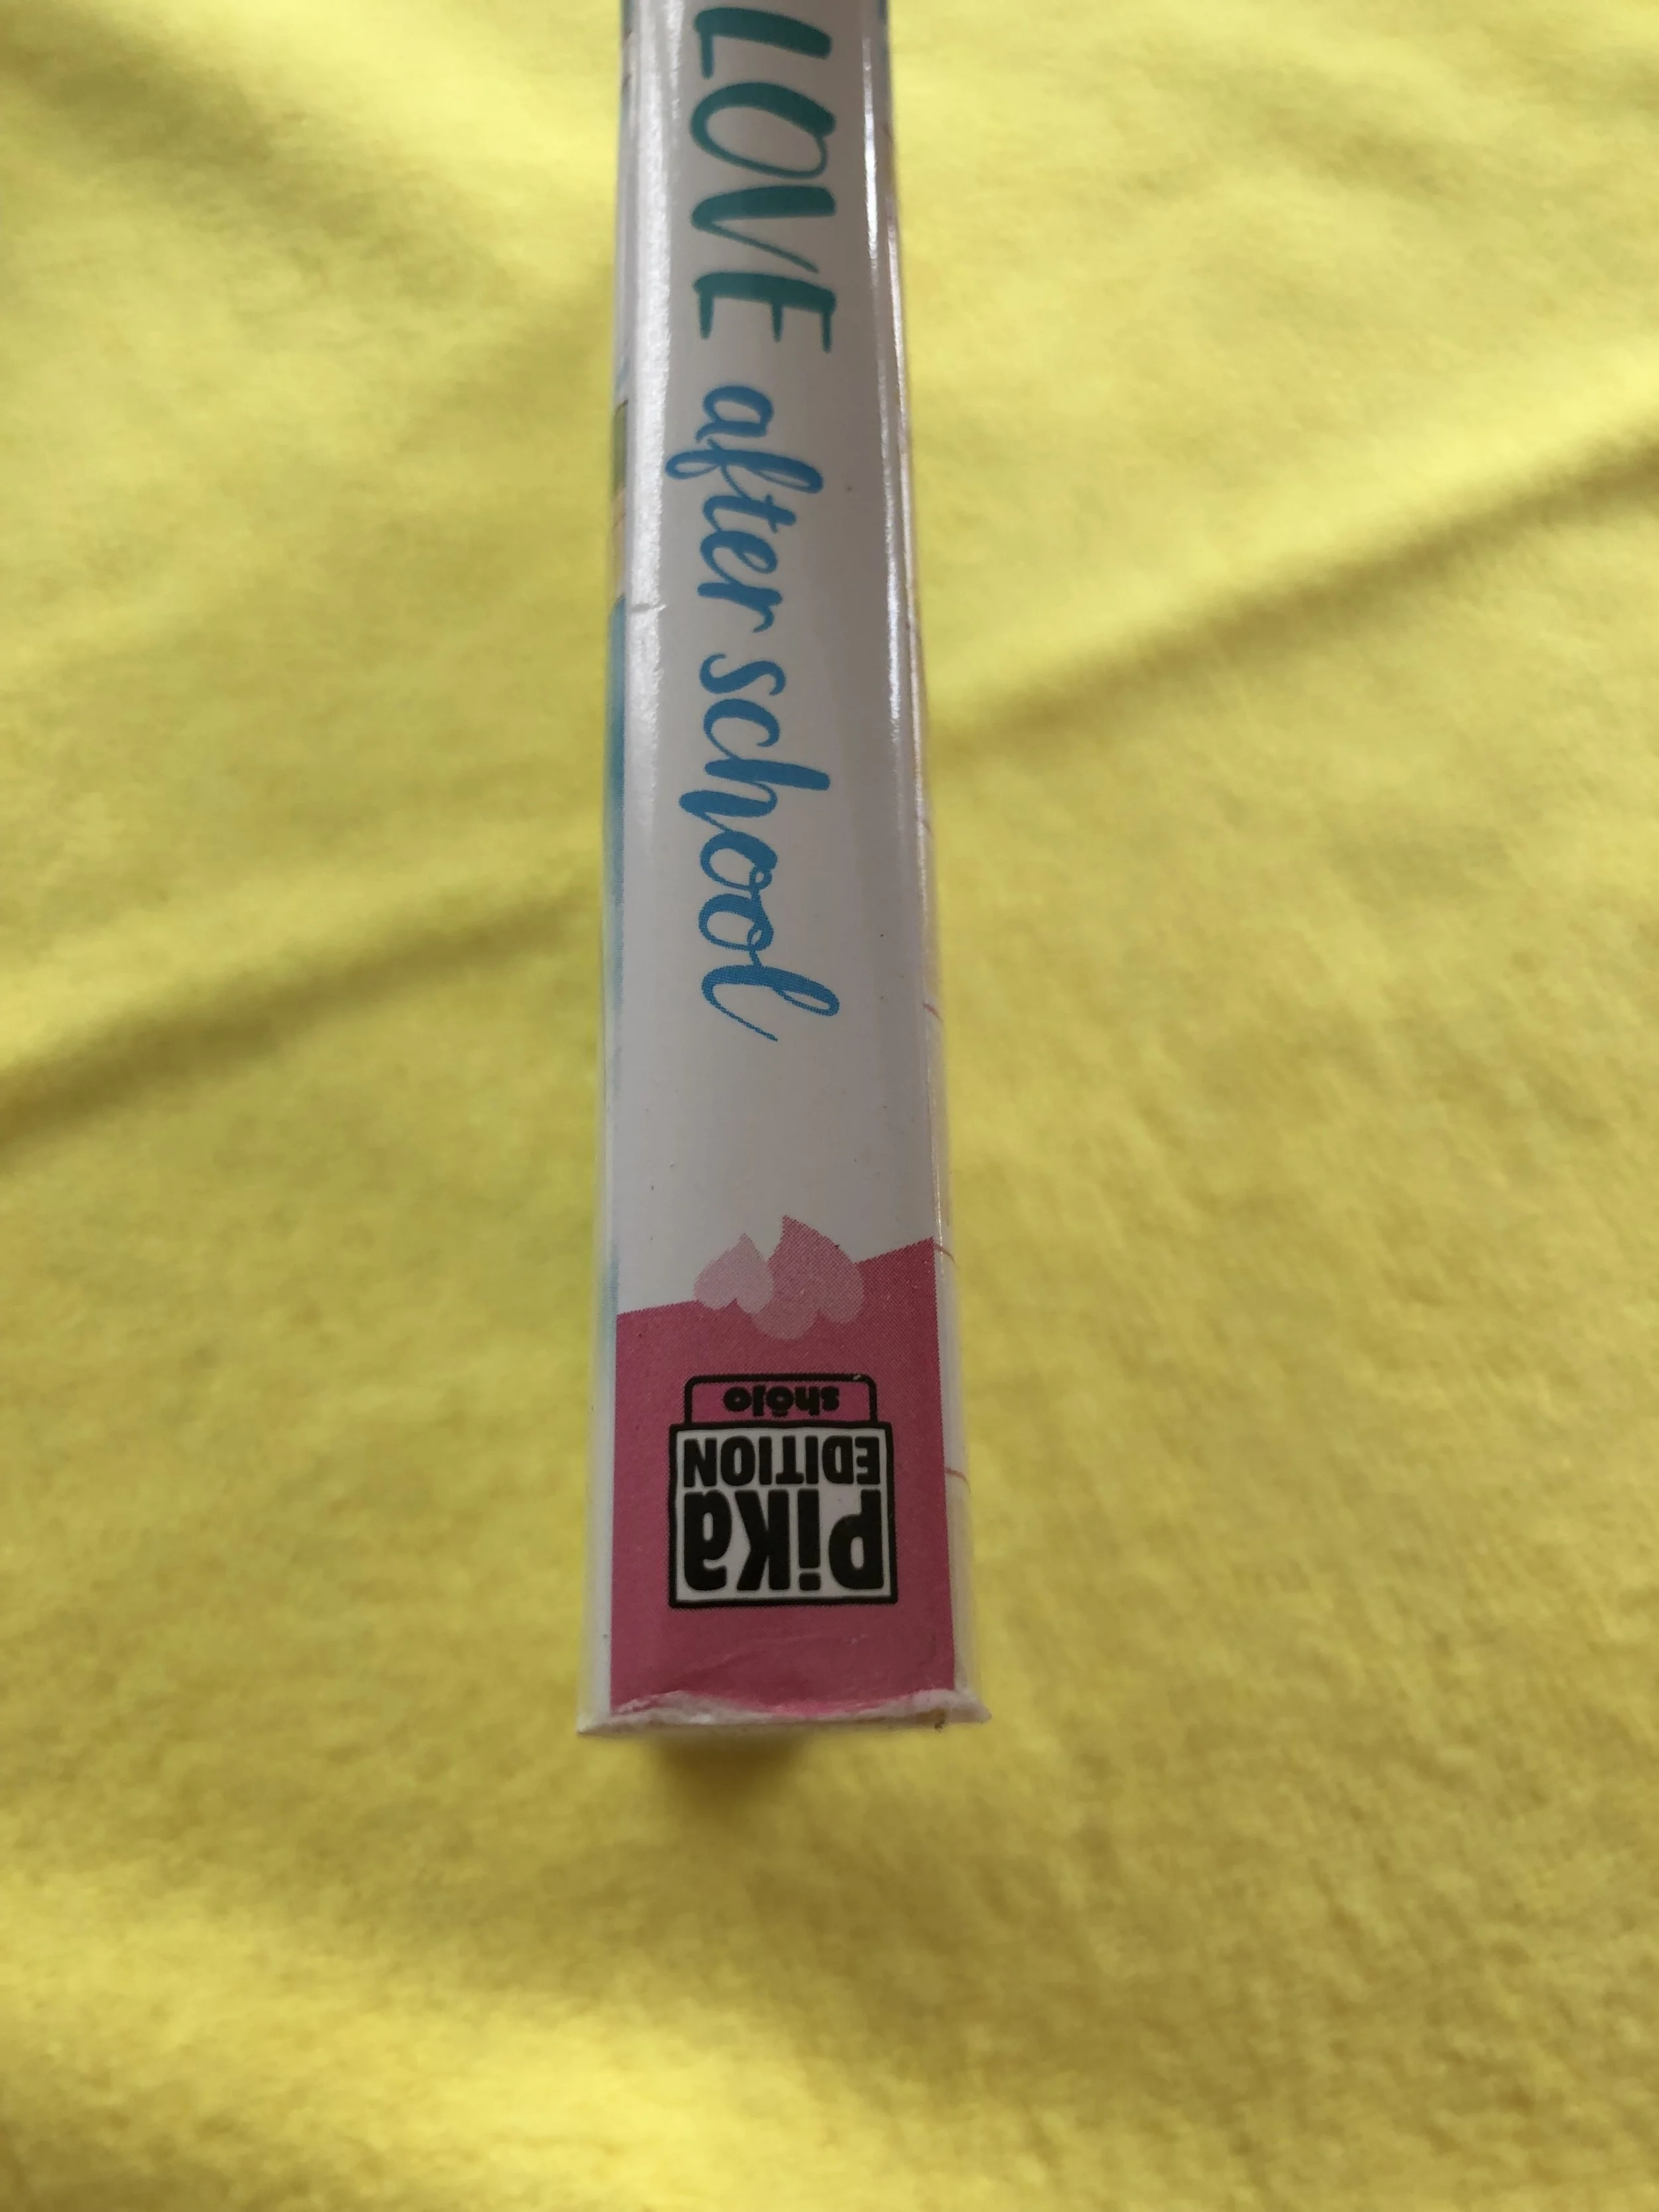 LOVE after school
Pika
EDITION
shôjo